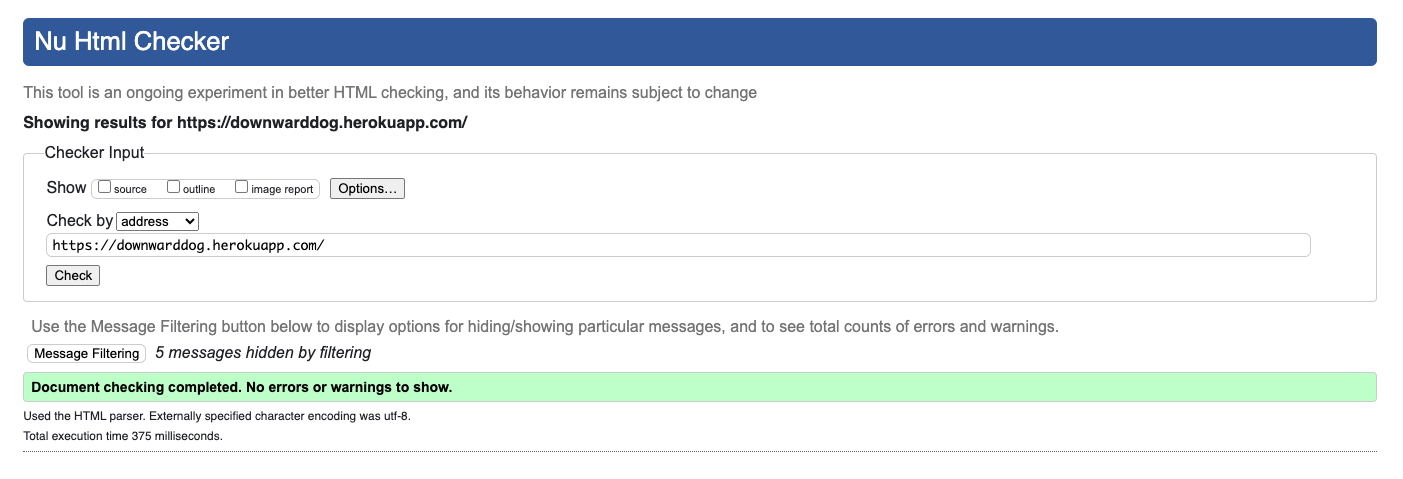 Nu Html Checker
This tool is an ongoing experiment in better HTML checking, and its behavior remains subject to change
Showing results for https://downwarddog.herokuapp.com/
Checker Input
Show source outline image report Options...
Check by address
https://downwarddog.herokuapp.com/
Check
Use the Message Filtering button below to display options for hiding/showing particular messages, and to see total counts of errors and warnings.
Message Filtering 5 messages hidden by filtering
Document checking completed. No errors or warnings to show.
Used the HTML parser. Externally specified character encoding was utf-8.
Total execution time 375 milliseconds.